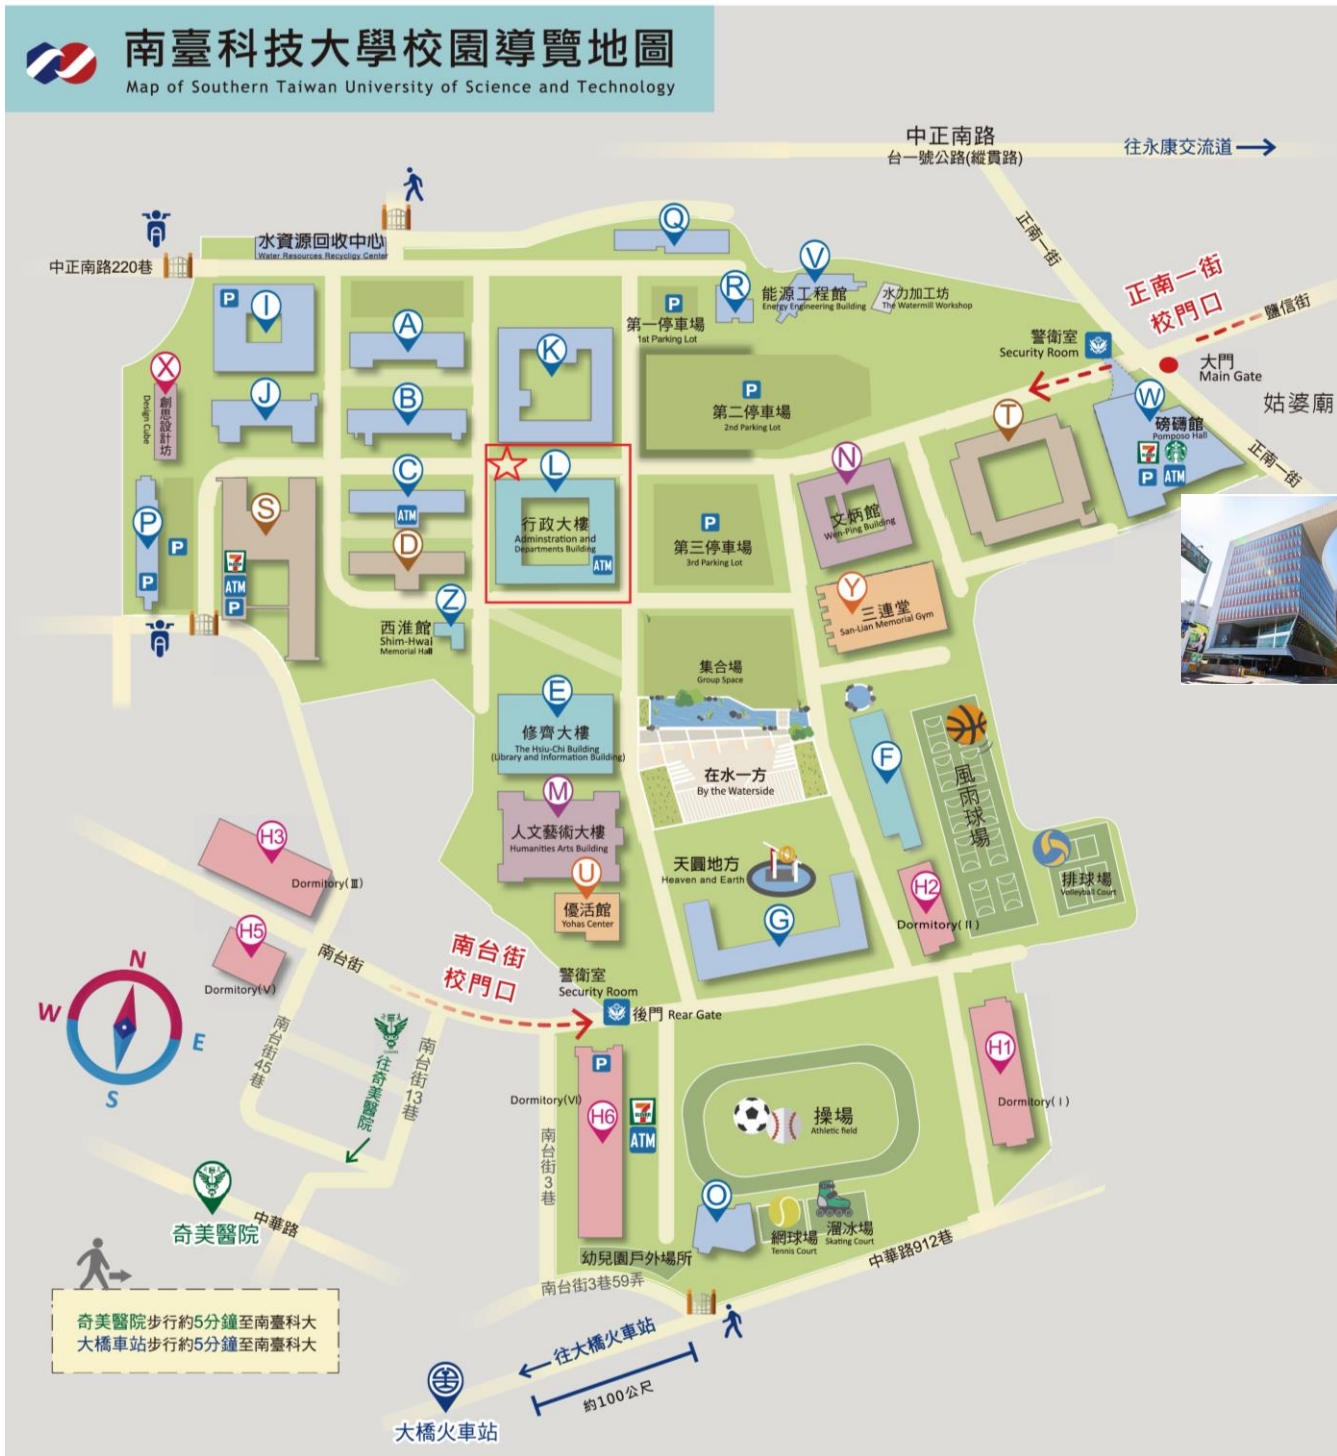 南臺科技大學校園導覽地圖
Map of Southern Taiwan University of Science and Technology
中正南路
台一號公路(縱貫路)
往永康交流道
正南一街
水資源回收中心
Water Resources Recycligy Center
中正南路220巷
Q
V
R
能源工程館
Energy Engineering Building
水力加工坊
The Watermill Workshop
正南一街
校門口
鹽信街
P
I
A
K
P
第一停車場
1st Parking Lot
警衛室
Security Room
大門
Main Gate
姑婆廟
X
創思設計坊
Design Cube
J
B
P
第二停車場
2nd Parking Lot
T
W
磅礴館
Pomposo Hall
7
P
ATM
正南一街
C
ATM
L
行政大樓
Adminstration and
Departments Building
ATM
N
文炳館
Wen-Ping Building
P
P
P
S
7
ATM
P
D
P
第三停車場
3rd Parking Lot
Z
西淮館
Shim-Hwai
Memorial Hall
Y
三連堂
San-Lian Memorial Gym
集合場
Group Space
E
修齊大樓
The Hsiu-Chi Building
(Library and Information Building)
在水一方
By the Waterside
F
風雨球場
M
人文藝術大樓
Humanities Arts Building
H3
Dormitory(Ⅲ)
天圓地方
Heaven and Earth
H2
Dormitory(Ⅱ)
排球場
Volleyball Court
U
優活館
Yohas Center
G
H5
Dormitory(Ⅴ)
南台街
南台街
校門口
警衛室
Security Room
後門 Rear Gate
N
W
E
S
南台街45巷
往奇美醫院
南台街13巷
P
Dormitory(Ⅵ)
H6
7
ATM
H1
Dormitory(Ⅰ)
操場
Athletic field
南台街3巷
奇美醫院
中華路
O
網球場
Tennis Court
溜冰場
Skating Court
幼兒園戶外場所
中華路912巷
南台街3巷59弄
奇美醫院步行約5分鐘至南臺科大
大橋車站步行約5分鐘至南臺科大
往大橋火車站
約100公尺
大橋火車站